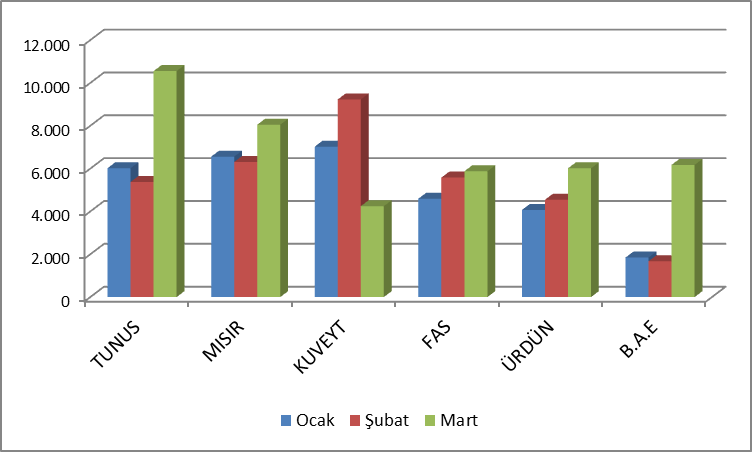 12.000
10.000
8.000
6.000
4.000
2.000
0
TUNUS
MISIR
KUVEYT
FAS
ÜRDÜN
B.A.E
Ocak Şubat Mart